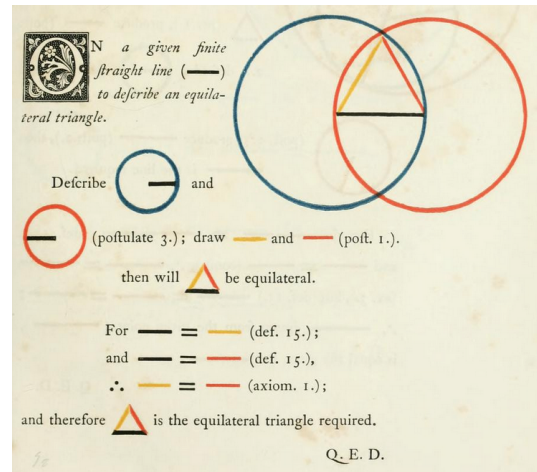 ON a given finite
ſtraight line (
)
to deſcribe an equila-
teral triangle.
Deſcribe
and
(poſtulate 3.); draw
and
(poſt. 1.).
then will
be equilateral.
For
=
(def. 15.);
and
=
(def. 15.),
∴
=
(axiom. 1.);
and therefore
is the equilateral triangle required.
Q. E. D.